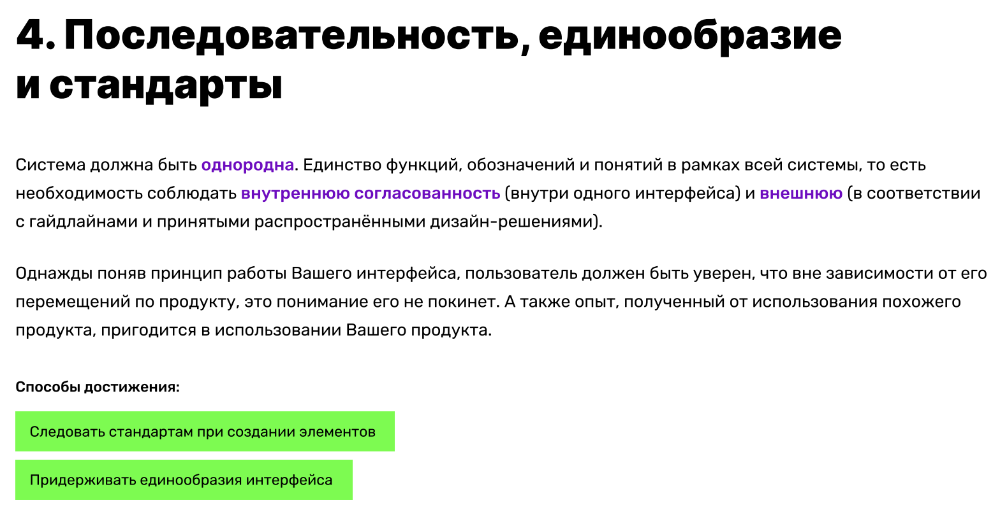 4. Последовательность, единообразие
и стандарты
Система должна быть однородна. Единство функций, обозначений и понятий в рамках всей системы, то есть
необходимость соблюдать внутреннюю согласованность (внутри одного интерфейса) и внешнюю (в соответствии
с гайдлайнами и принятыми распространёнными дизайн-решениями).
Однажды поняв принцип работы Вашего интерфейса, пользователь должен быть уверен, что вне зависимости от его
перемещений по продукту, это понимание его не покинет. А также опыт, полученный от использования похожего
продукта, пригодится в использовании Вашего продукта.
Способы достижения:
Следовать стандартам при создании элементов
Придерживать единообразия интерфейса